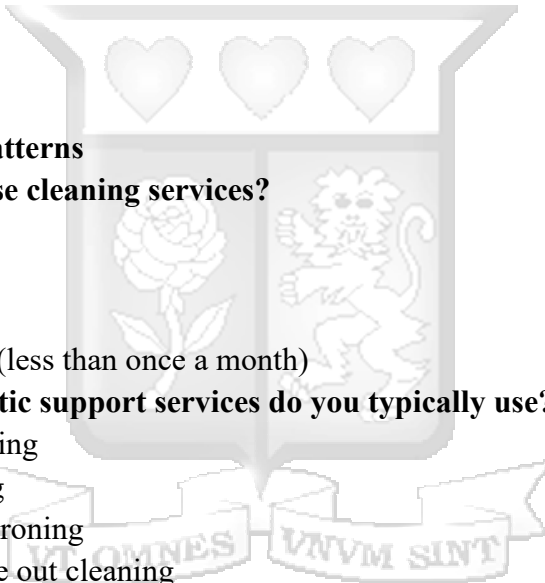 atterns
se cleaning services?
(less than once a month)
tic support services do you typically use?
ing
g
roning
e out cleaning
VT OMNES VNVM SINT